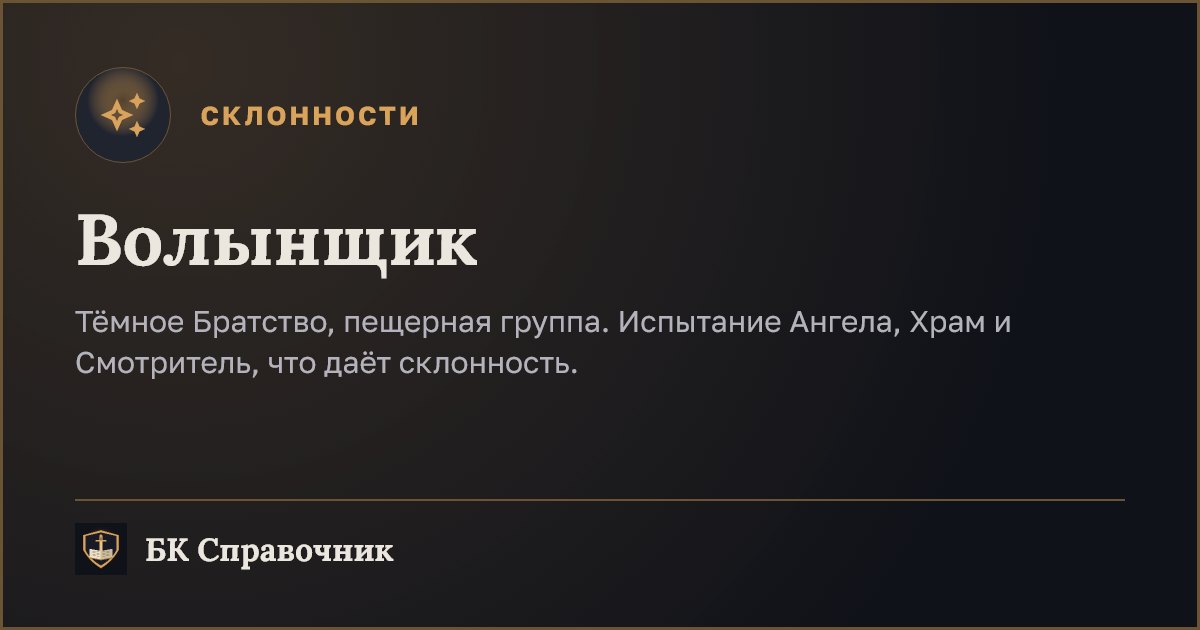 склонности
Волынщик
Тёмное Братство, пещерная группа. Испытание Ангела, Храм и
Смотритель, что даёт склонность.
БК Справочник